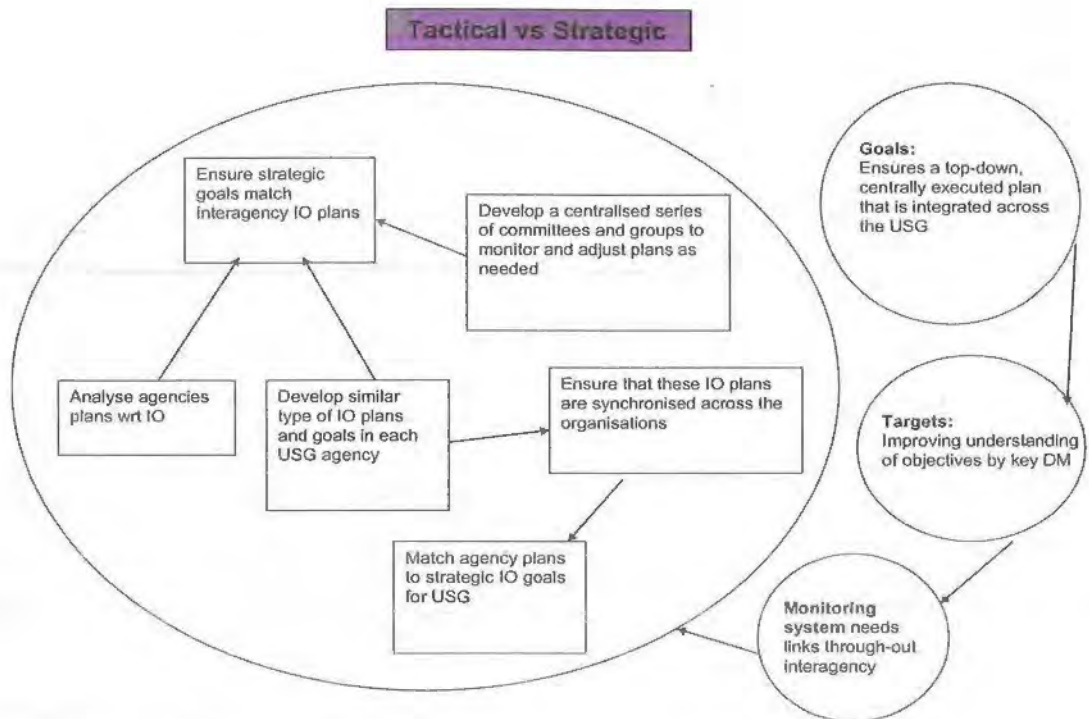 Tactical vs Strategic
Ensure strategic
goals match
interagency IO plans
Develop a centralised series
of committees and groups to
monitor and adjust plans as
needed
Goals:
Ensures a top-down,
centrally executed plan
that is integrated across
the USG
Analyse agencies
plans wrt IO
Develop similar
type of IO plans
and goals in each
USG agency
Ensure that these IO plans
are synchronised across the
organisations
Targets:
Improving understanding
of objectives by key DM
Match agency plans
to strategic IO goals
for USG
Monitoring
system needs
links through-out
interagency